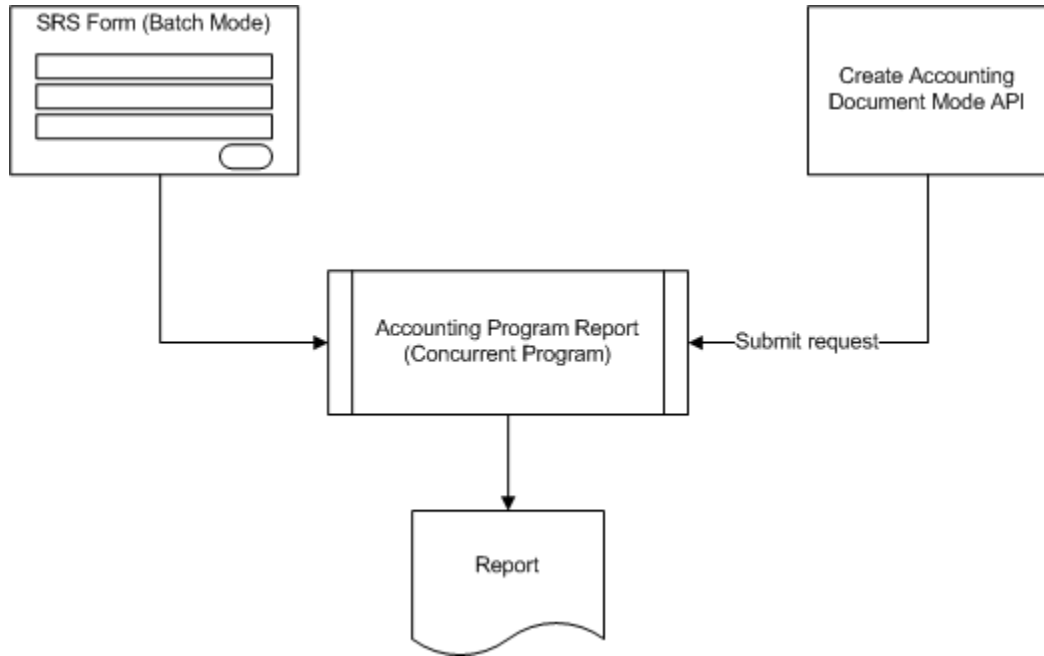 SRS Form (Batch Mode)
Create Accounting
Document Mode API
Accounting Program Report
(Concurrent Program)
Submit request
Report